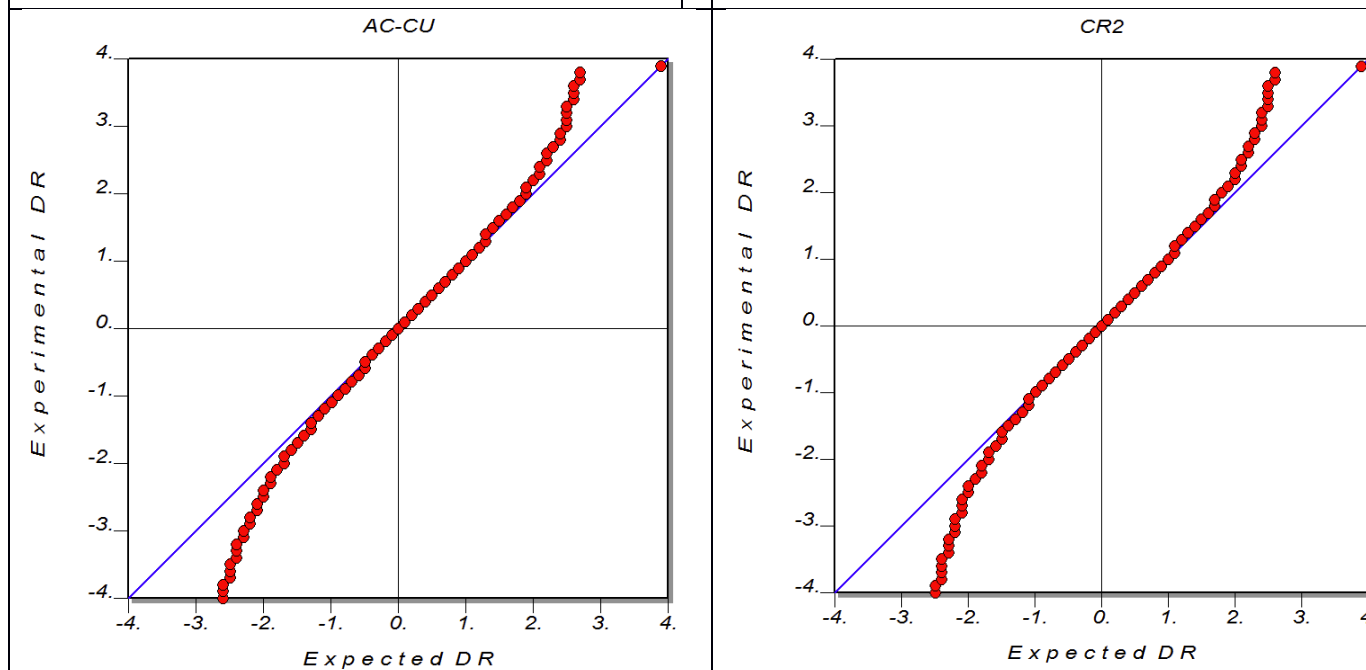 AC-CU
4.
3.
2.
1.
0.
-1.
-2.
-3.
-4.
-4. -3. -2. -1. 0. 1. 2. 3. 4.
Experimental DR
Expected DR
CR2
4.
3.
2.
1.
0.
-1.
-2.
-3.
-4.
-4. -3. -2. -1. 0. 1. 2. 3. 4
Experimental DR
Expected DR